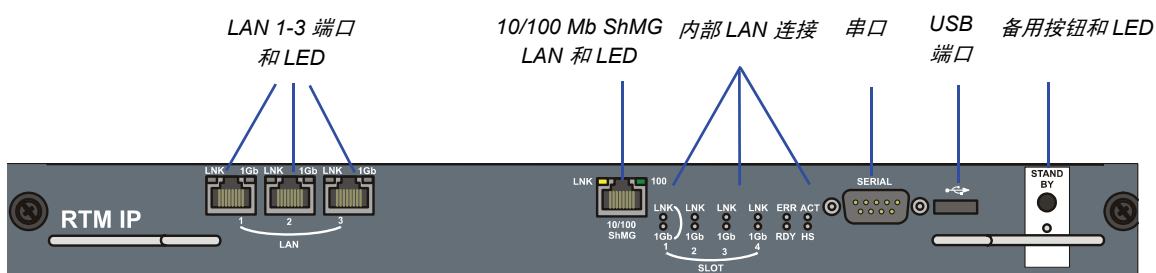 LAN 1-3 端口
和 LED
10/100 Mb ShMG
LAN 和 LED
内部 LAN 连接
串口
USB
端口
备用按钮和 LED
RTM IP
LNK 1Gb LNK 1Gb LNK 1Gb
1 2 3
LAN
LNK 100
10/100
ShMG
LNK LNK LNK LNK ERR ACT
1Gb 1Gb 1Gb 1Gb RDY HS
1 2 3 4
SLOT
SERIAL
STAND
BY